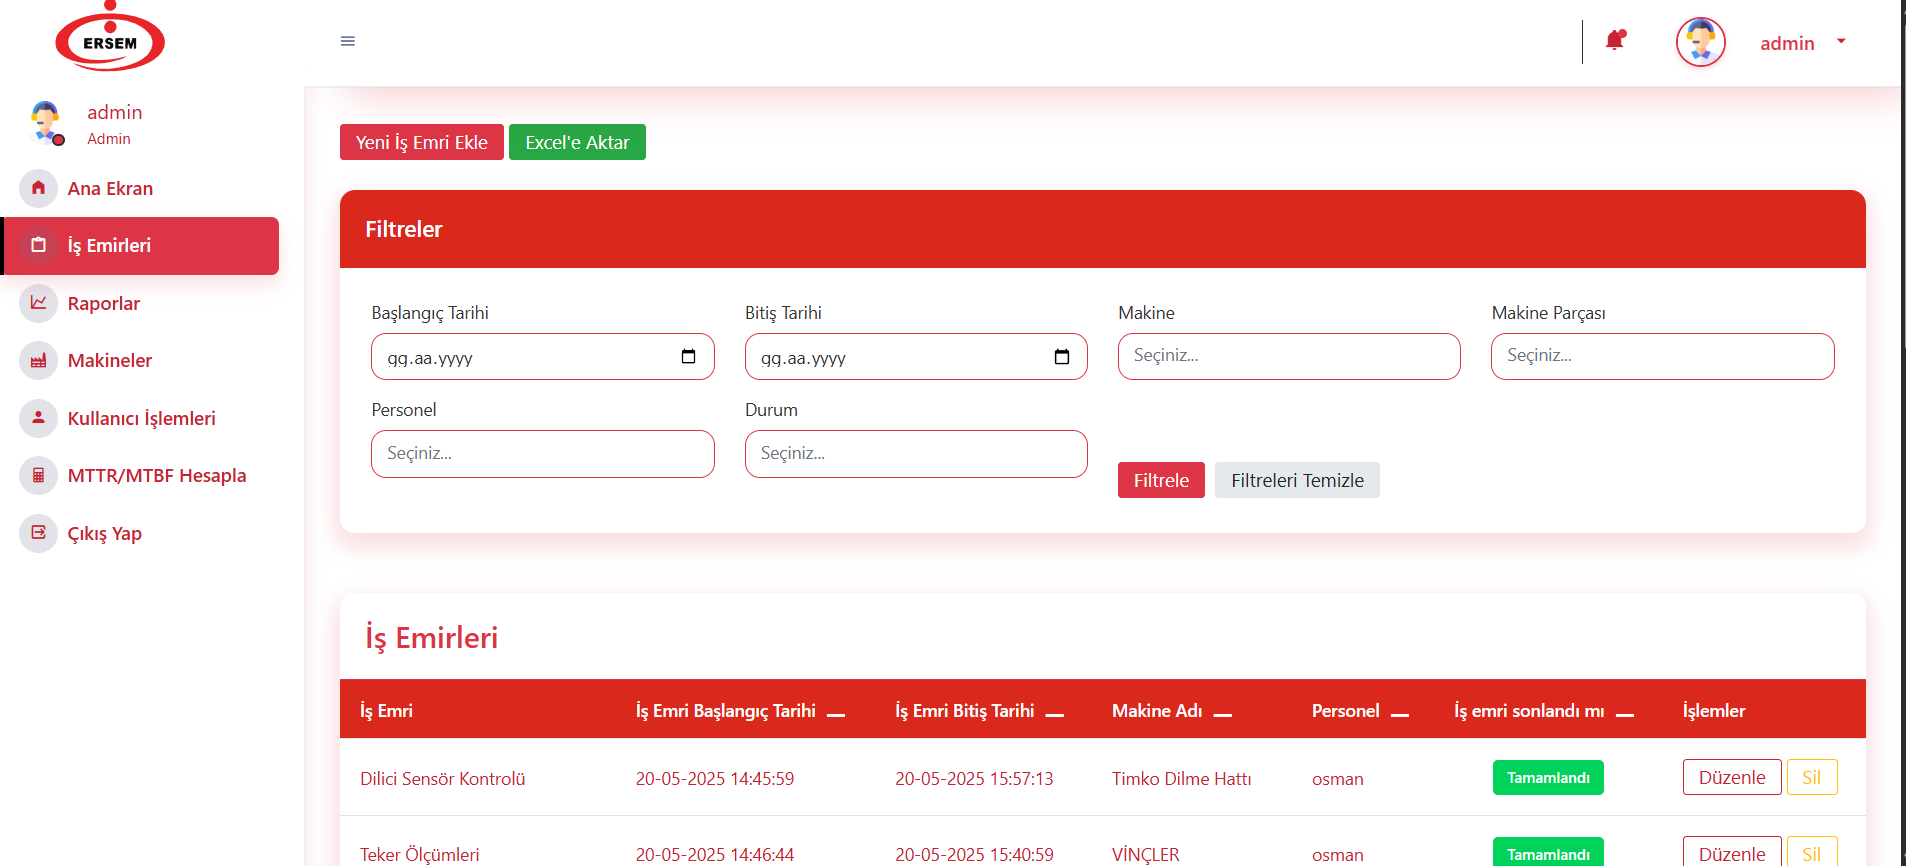 ERSEM
admin
admin
Admin
Ana Ekran
İş Emirleri
Raporlar
Makineler
Kullanıcı İşlemleri
MTTR/MTBF Hesapla
Çıkış Yap
Yeni İş Emri Ekle Excel'e Aktar
Filtreler
Başlangıç Tarihi Bitiş Tarihi Makine Makine Parçası
gg.aa.yyyy gg.aa.yyyy Seçiniz... Seçiniz...
Personel Durum
Seçiniz... Seçiniz...
Filtrele Filtreleri Temizle
İş Emirleri
İş Emri İş Emri Başlangıç Tarihi İş Emri Bitiş Tarihi Makine Adı Personel İş emri sonlandı mı İşlemler
Dilici Sensör Kontrolü 20-05-2025 14:45:59 20-05-2025 15:57:13 Timko Dilme Hattı osman Tamamlandı Düzenle Sil
Teker Ölçümleri 20-05-2025 14:46:44 20-05-2025 15:40:59 VİNÇLER osman Tamamlandı Düzenle Sil